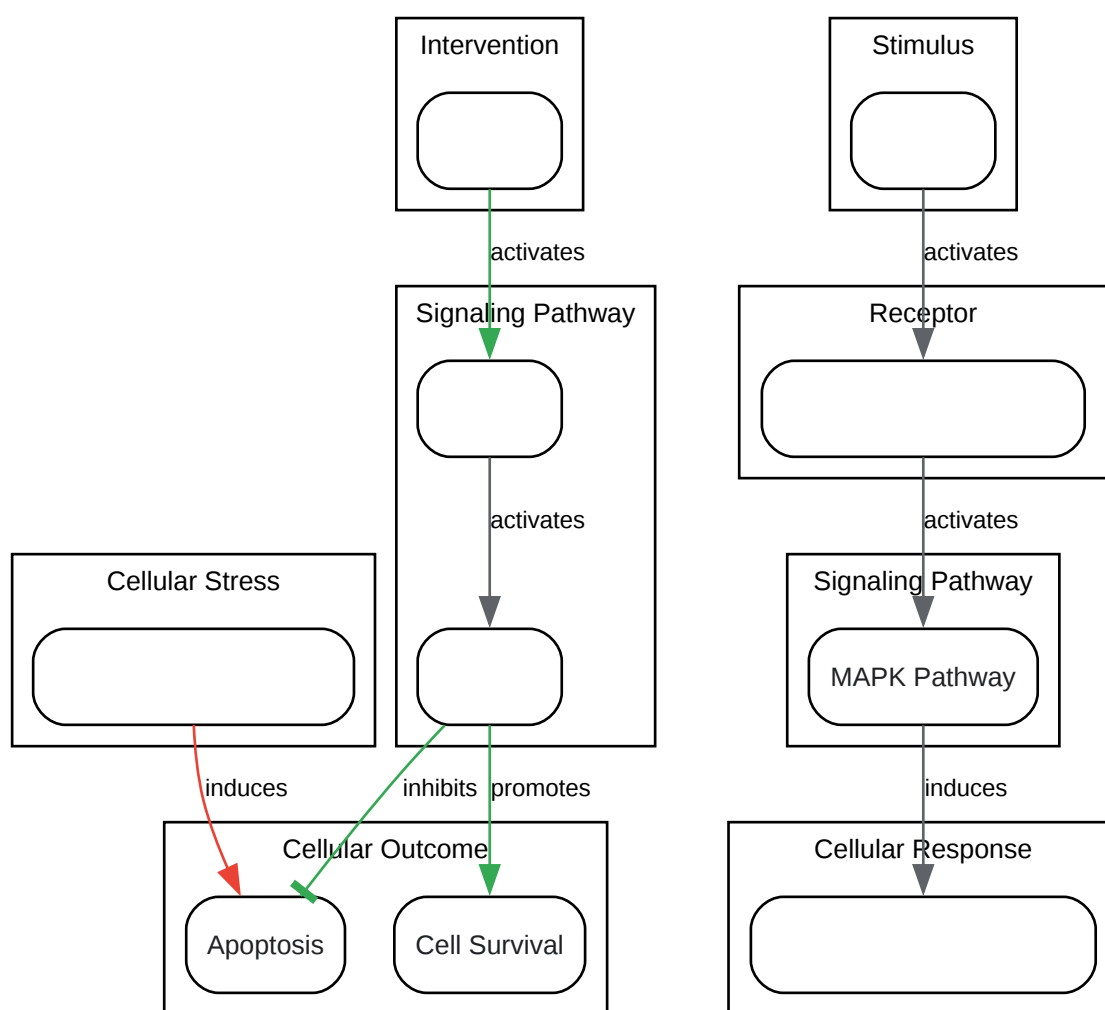 Intervention
Stimulus
activates
activates
Signaling Pathway
Receptor
activates
activates
Cellular Stress
Signaling Pathway
MAPK Pathway
induces
inhibits
promotes
induces
Cellular Outcome
Cellular Response
Apoptosis
Cell Survival